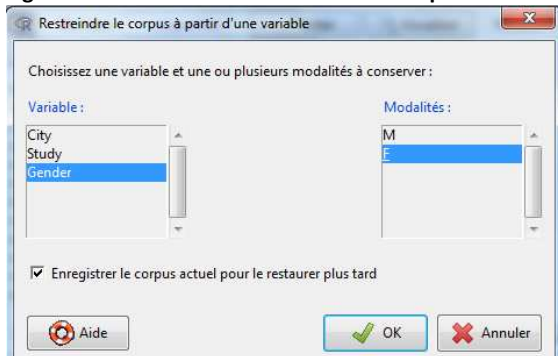 Restreindre le corpus à partir d'une variable
Choisissez une variable et une ou plusieurs modalités à conserver :
Variable :
Modalités :
City
Study
Gender
M
F
Enregistrer le corpus actuel pour le restaurer plus tard
Aide
OK
Annuler